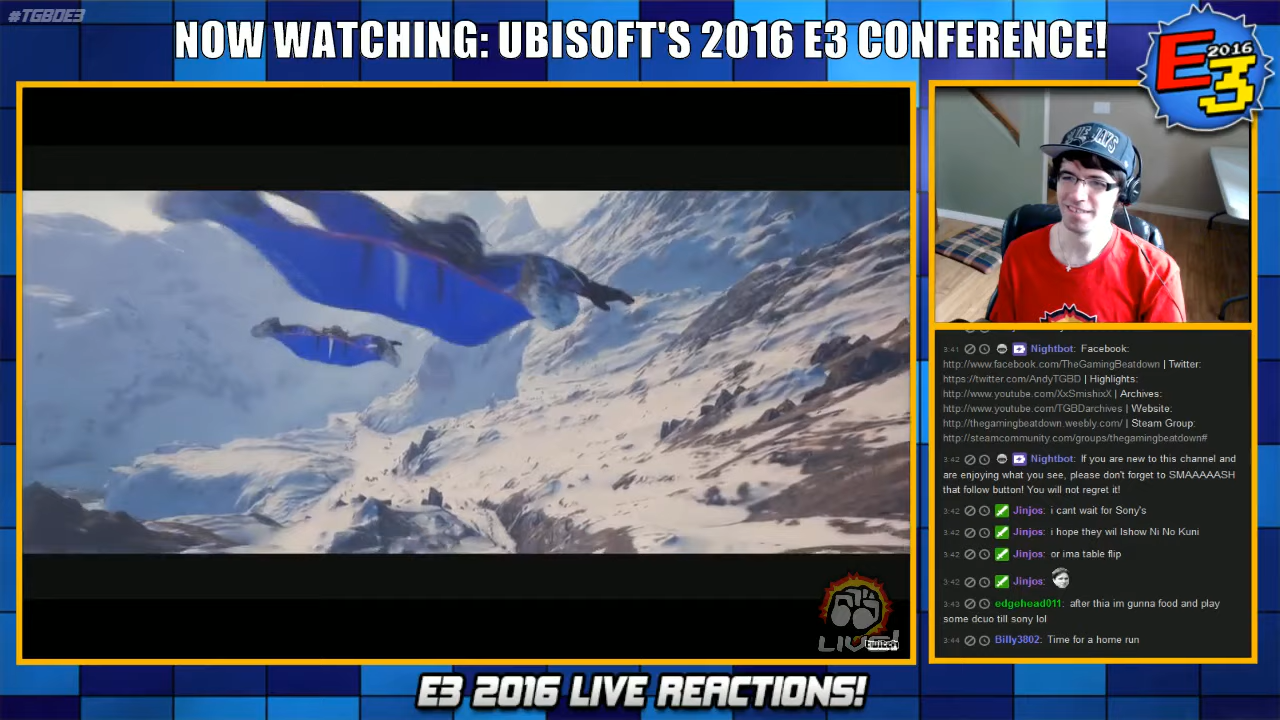 #TGBDE3
NOW WATCHING: UBISOFT'S 2016 E3 CONFERENCE!
E3 2016
BLUE JAYS
3:41 Nightbot: Facebook:
http://www.facebook.com/TheGamingBeatdown | Twitter:
https://twitter.com/AndyTGBD | Highlights:
http://www.youtube.com/XxSmishixX | Archives:
http://www.youtube.com/TGBDarchives | Website:
http://thegamingbeatdown.weebly.com/ | Steam Group:
http://steamcommunity.com/groups/thegamingbeatdown#
3:42 Nightbot: If you are new to this channel and
are enjoying what you see, please don't forget to SMAAAAASH
that follow button! You will not regret it!
3:42 Jinjos: i cant wait for Sony's
3:42 Jinjos: i hope they wil lshow Ni No Kuni
3:42 Jinjos: or ima table flip
3:42 Jinjos:
3:43 edgehead011: after thia im gunna food and play
some dcuo till sony lol
3:44 Billy3802: Time for a home run
LIVE!
twitch
E3 2016 LIVE REACTIONS!